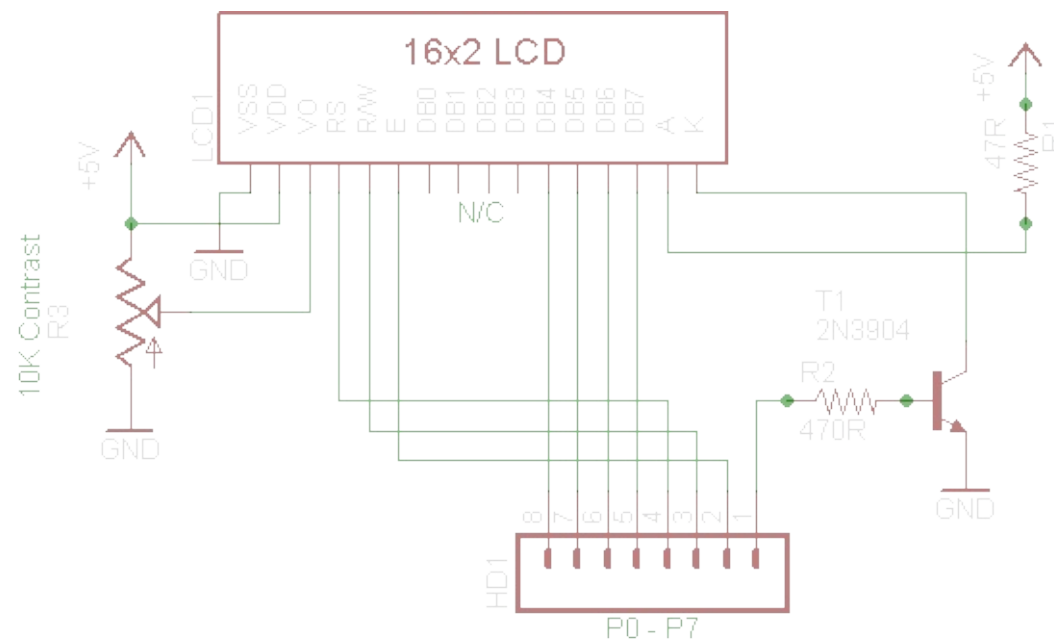 16x2 LCD
LCD1
VSS
VDD
VO
RS
R/W
E
DB0
DB1
DB2
DB3
DB4
DB5
DB6
DB7
A
K
N/C
+5V
GND
10K Contrast
R3
GND
+5V
47R
R1
T1
2N3904
R2
470R
GND
8
7
6
5
4
3
2
1
HD1
P0 - P7